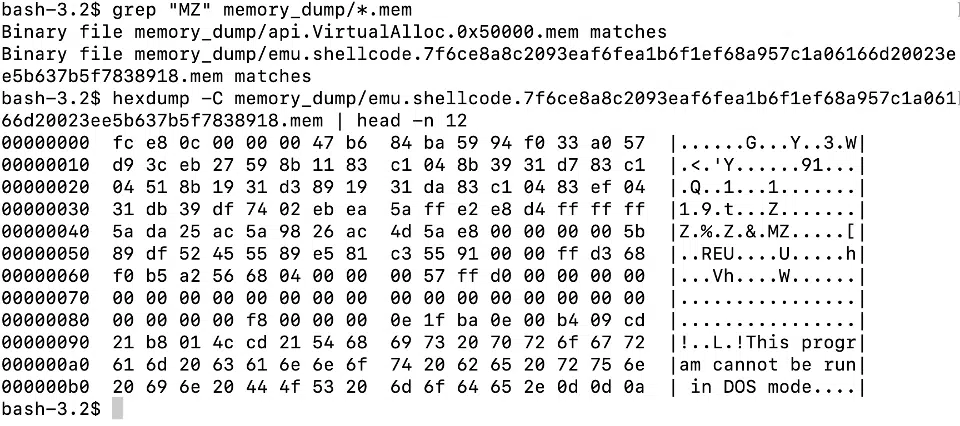 bash-3.2$ grep "MZ" memory_dump/*.mem
Binary file memory_dump/api.VirtualAlloc.0x50000.mem matches
Binary file memory_dump/emu.shellcode.7f6ce8a8c2093eaf6fea1b6f1ef68a957c1a06166d20023e
e5b637b5f7838918.mem matches
bash-3.2$ hexdump -C memory_dump/emu.shellcode.7f6ce8a8c2093eaf6fea1b6f1ef68a957c1a061
66d20023ee5b637b5f7838918.mem | head -n 12
00000000  fc e8 0c 00 00 00 47 b6  84 ba 59 94 f0 33 a0 57  |......G...Y..3.W|
00000010  d9 3c eb 27 59 8b 11 83  c1 04 8b 39 31 d7 83 c1  |.<.'Y......91...|
00000020  04 51 8b 19 31 d3 89 19  31 da 83 c1 04 83 ef 04  |.Q..1...1.......|
00000030  31 db 39 df 74 02 eb ea  5a ff e2 e8 d4 ff ff ff  |1.9.t...Z.......|
00000040  5a da 25 ac 5a 98 26 ac  4d 5a e8 00 00 00 00 5b  |Z.%.Z.&.MZ.....[|
00000050  89 df 52 45 55 89 e5 81  c3 55 91 00 00 ff d3 68  |..REU....U.....h|
00000060  f0 b5 a2 56 68 04 00 00  00 57 ff d0 00 00 00 00  |...Vh....W......|
00000070  00 00 00 00 00 00 00 00  00 00 00 00 00 00 00 00  |................|
00000080  00 00 00 00 f8 00 00 00  0e 1f ba 0e 00 b4 09 cd  |................|
00000090  21 b8 01 4c cd 21 54 68  69 73 20 70 72 6f 67 72  |!..L.!This progr|
000000a0  61 6d 20 63 61 6e 6e 6f  74 20 62 65 20 72 75 6e  |am cannot be run|
000000b0  20 69 6e 20 44 4f 53 20  6d 6f 64 65 2e 0d 0d 0a  | in DOS mode....|
bash-3.2$